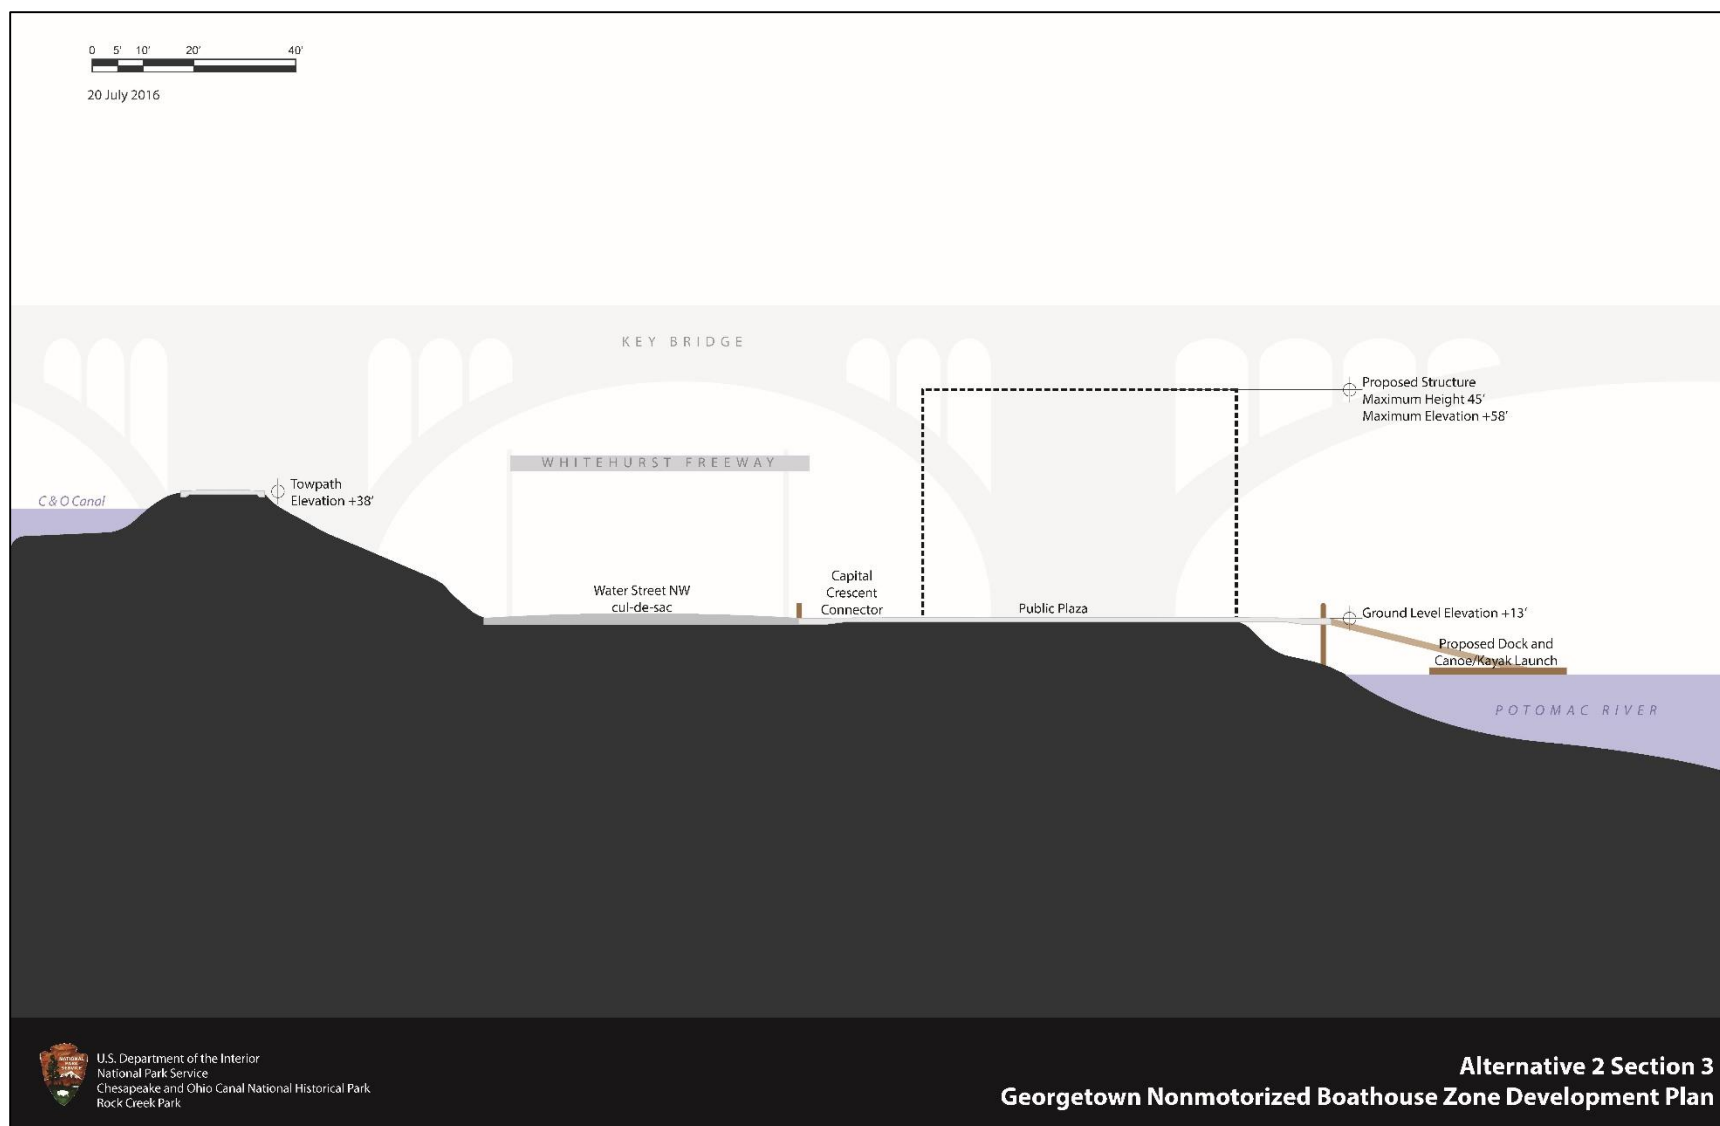 0 5' 10' 20' 40'
20 July 2016
KEY BRIDGE
Proposed Structure
Maximum Height 45'
Maximum Elevation +58'
WHITEHURST FREEWAY
Towpath
Elevation +38'
C & O Canal
Water Street NW
cul-de-sac
Capital
Crescent
Connector
Public Plaza
Ground Level Elevation +13'
Proposed Dock and
Canoe/Kayak Launch
POTOMAC RIVER
NATIONAL
PARK
SERVICE
U.S. Department of the Interior
National Park Service
Chesapeake and Ohio Canal National Historical Park
Rock Creek Park
Alternative 2 Section 3
Georgetown Nonmotorized Boathouse Zone Development Plan